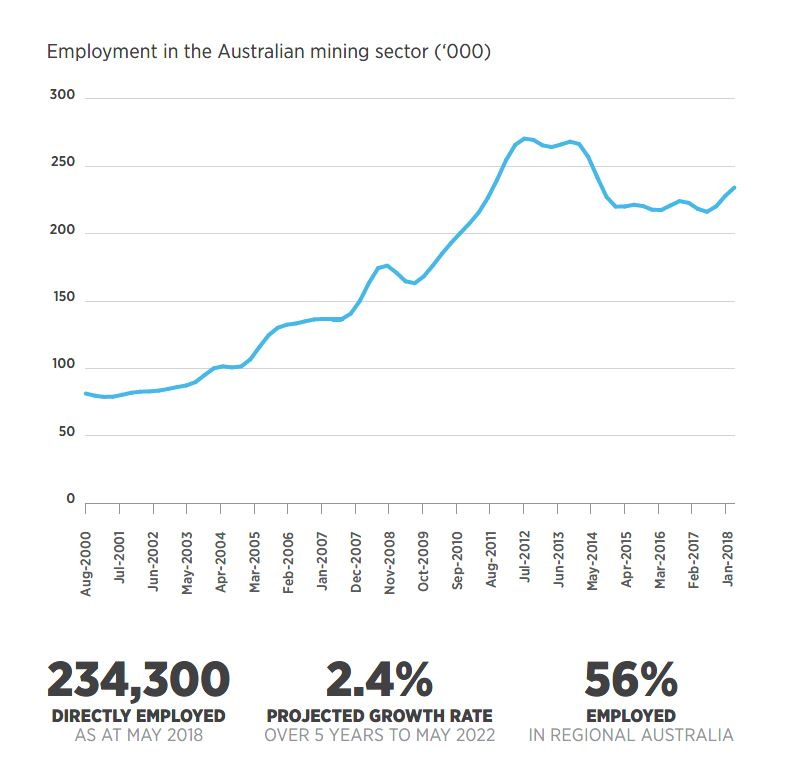 Employment in the Australian mining sector (‘000)
300
250
200
150
100
50
0
Aug-2000
Jul-2001
Jun-2002
May-2003
Apr-2004
Mar-2005
Feb-2006
Jan-2007
Dec-2007
Nov-2008
Oct-2009
Sep-2010
Aug-2011
Jul-2012
Jun-2013
May-2014
Apr-2015
Mar-2016
Feb-2017
Jan-2018
234,300
DIRECTLY EMPLOYED
AS AT MAY 2018
2.4%
PROJECTED GROWTH RATE
OVER 5 YEARS TO MAY 2022
56%
EMPLOYED
IN REGIONAL AUSTRALIA